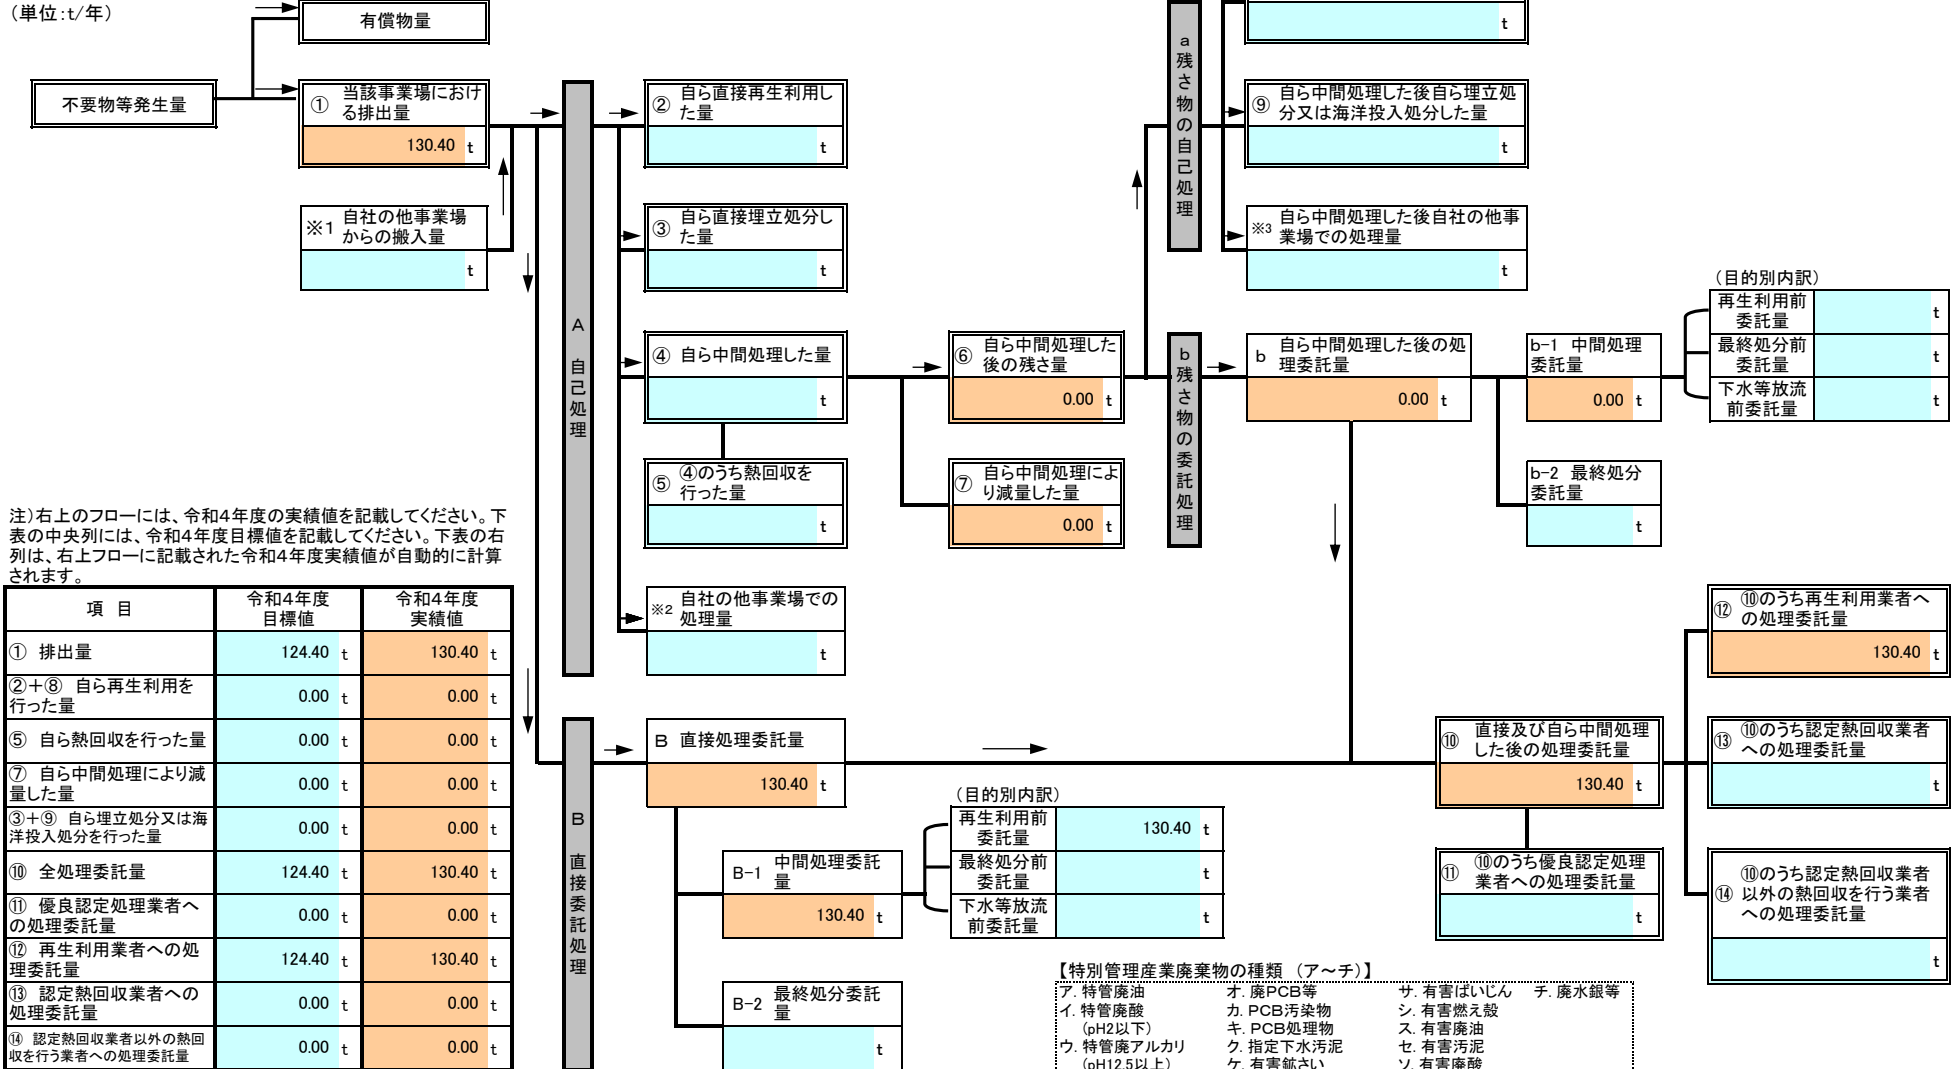 （単位：t/年）
有償物量
不要物等発生量
① 当該事業場におけ
る排出量
130.40 t
※1 自社の他事業場
からの搬入量
t
A 自己処理
② 自ら直接再生利用し
た量
t
③ 自ら直接埋立処分し
た量
t
④ 自ら中間処理した量
t
⑤ ④のうち熱回収を
行った量
t
※2 自社の他事業場での
処理量
t
⑥ 自ら中間処理した
後の残さ量
0.00 t
⑦ 自ら中間処理によ
り減量した量
0.00 t
a 残さ物の自己処理
t
⑨ 自ら中間処理した後自ら埋立処
分又は海洋投入処分した量
t
※3 自ら中間処理した後自社の他事
業場での処理量
t
b 残さ物の委託処理
b 自ら中間処理した後の処
理委託量
0.00 t
b-1 中間処理
委託量
0.00 t
b-2 最終処分
委託量
t
（目的別内訳）
再生利用前
委託量 t
最終処分前
委託量 t
下水等放流
前委託量 t
注）右上のフローには、令和4年度の実績値を記載してください。下
表の中央列には、令和4年度目標値を記載してください。下表の右
列は、右上フローに記載された令和4年度実績値が自動的に計算
されます。
項 目 令和4年度
目標値 令和4年度
実績値
① 排出量 124.40 t 130.40 t
②＋⑧ 自ら再生利用を
行った量 0.00 t 0.00 t
⑤ 自ら熱回収を行った量 0.00 t 0.00 t
⑦ 自ら中間処理により減
量した量 0.00 t 0.00 t
③＋⑨ 自ら埋立処分又は海
洋投入処分を行った量 0.00 t 0.00 t
⑩ 全処理委託量 124.40 t 130.40 t
⑪ 優良認定処理業者へ
の処理委託量 0.00 t 0.00 t
⑫ 再生利用業者への処
理委託量 124.40 t 130.40 t
⑬ 認定熱回収業者への
処理委託量 0.00 t 0.00 t
⑭ 認定熱回収業者以外の熱回
収を行う業者への処理委託量 0.00 t 0.00 t
B 直接委託処理
B 直接処理委託量
130.40 t
B-1 中間処理委託
量
130.40 t
B-2 最終処分委託
量
t
（目的別内訳）
再生利用前
委託量 130.40 t
最終処分前
委託量 t
下水等放流
前委託量 t
⑩ 直接及び自ら中間処理
した後の処理委託量
130.40 t
⑪ ⑩のうち優良認定処理
業者への処理委託量
t
⑫ ⑩のうち再生利用業者へ
の処理委託量
130.40 t
⑬ ⑩のうち認定熱回収業者
への処理委託量
t
⑭ ⑩のうち認定熱回収業者
以外の熱回収を行う業者
への処理委託量
t
【特別管理産業廃棄物の種類 （ア～チ）】
ア. 特管廃油 オ. 廃PCB等 サ. 有害ばいじん チ. 廃水銀等
イ. 特管廃酸 カ. PCB汚染物 シ. 有害燃え殻
（pH2以下） キ. PCB処理物 ス. 有害廃油
ウ. 特管廃アルカリ ク. 指定下水汚泥 セ. 有害汚泥
（pH12.5以上） ケ. 有害鉱さい ソ. 有害廃酸